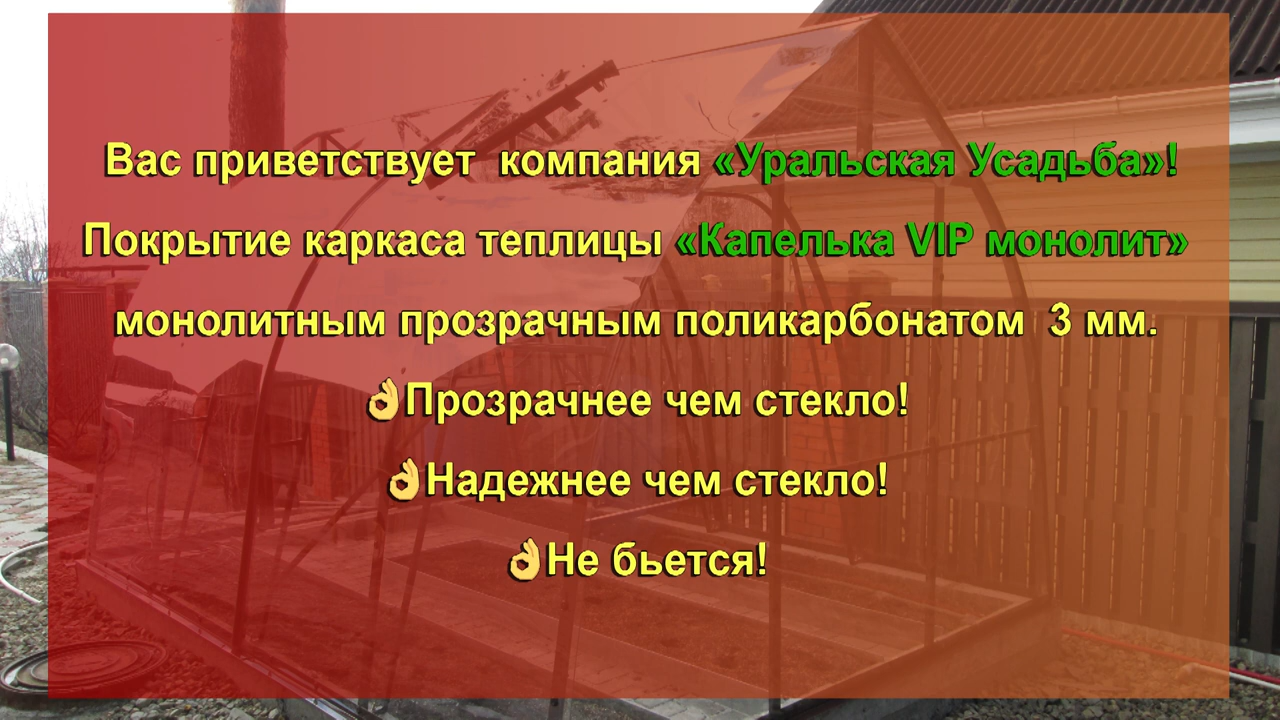 Вас приветствует компания «Уральская Усадьба»!
Покрытие каркаса теплицы «Капелька VIP монолит»
монолитным прозрачным поликарбонатом 3 мм.
👌Прозрачнее чем стекло!
👌Надежнее чем стекло!
👌Не бьется!